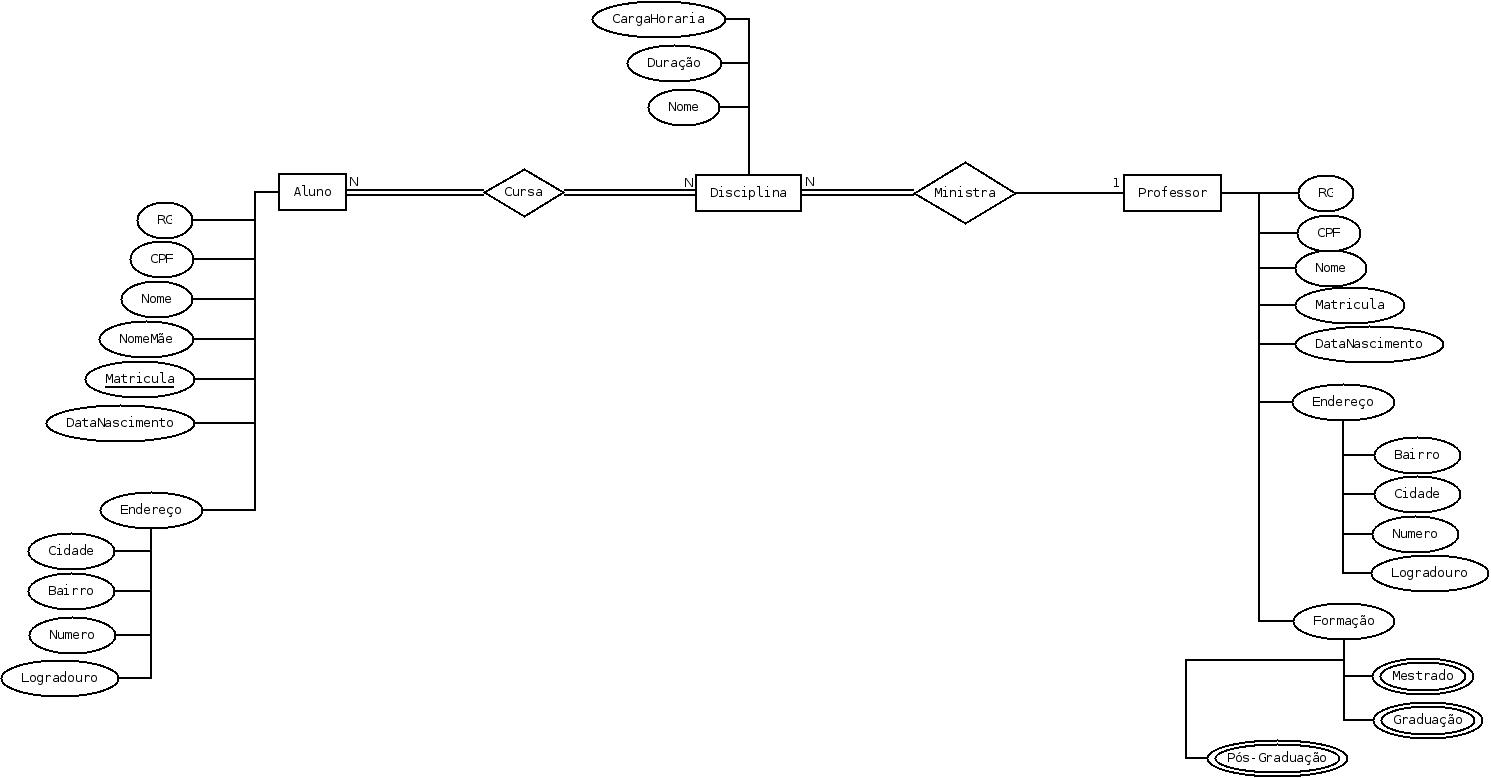 CargaHoraria
Duração
Nome
Aluno
N
Cursa
N
Disciplina
N
Ministra
1
Professor
RG
CPF
Nome
NomeMãe
Matricula
DataNascimento
Endereço
Cidade
Bairro
Numero
Logradouro
RG
CPF
Nome
Matricula
DataNascimento
Endereço
Bairro
Cidade
Numero
Logradouro
Formação
Mestrado
Graduação
Pós-Graduação